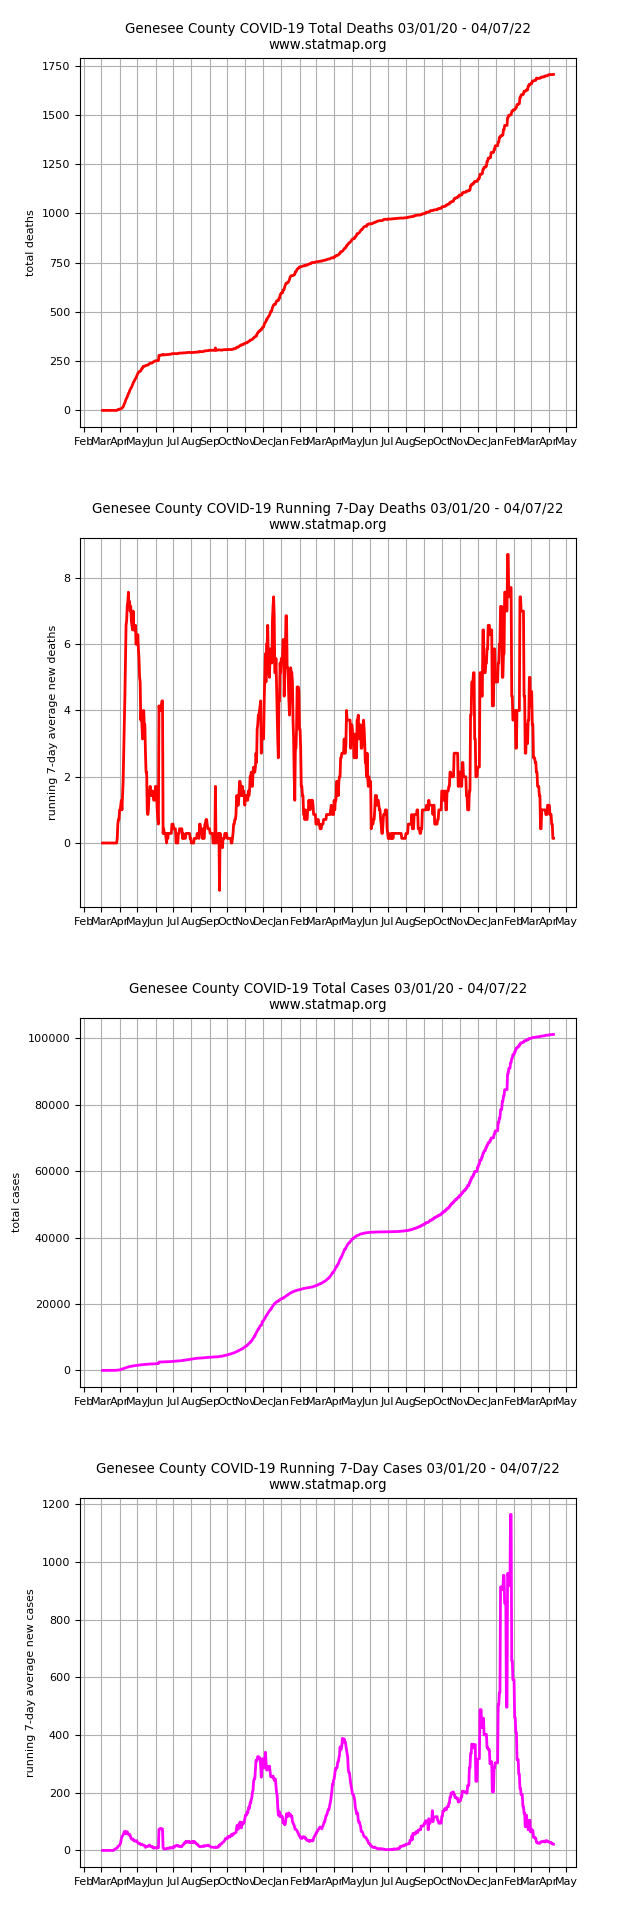 Genesee County COVID-19 Total Deaths 03/01/20 - 04/07/22
www.statmap.org
1750
1500
1250
1000
750
500
250
0
total deaths
Feb Mar Apr May Jun Jul Aug Sep Oct Nov Dec Jan Feb Mar Apr May Jun Jul Aug Sep Oct Nov Dec Jan Feb Mar Apr May
Genesee County COVID-19 Running 7-Day Deaths 03/01/20 - 04/07/22
www.statmap.org
8
6
4
2
0
running 7-day average new deaths
Feb Mar Apr May Jun Jul Aug Sep Oct Nov Dec Jan Feb Mar Apr May Jun Jul Aug Sep Oct Nov Dec Jan Feb Mar Apr May
Genesee County COVID-19 Total Cases 03/01/20 - 04/07/22
www.statmap.org
100000
80000
60000
40000
20000
0
total cases
Feb Mar Apr May Jun Jul Aug Sep Oct Nov Dec Jan Feb Mar Apr May Jun Jul Aug Sep Oct Nov Dec Jan Feb Mar Apr May
Genesee County COVID-19 Running 7-Day Cases 03/01/20 - 04/07/22
www.statmap.org
1200
1000
800
600
400
200
0
running 7-day average new cases
Feb Mar Apr May Jun Jul Aug Sep Oct Nov Dec Jan Feb Mar Apr May Jun Jul Aug Sep Oct Nov Dec Jan Feb Mar Apr May